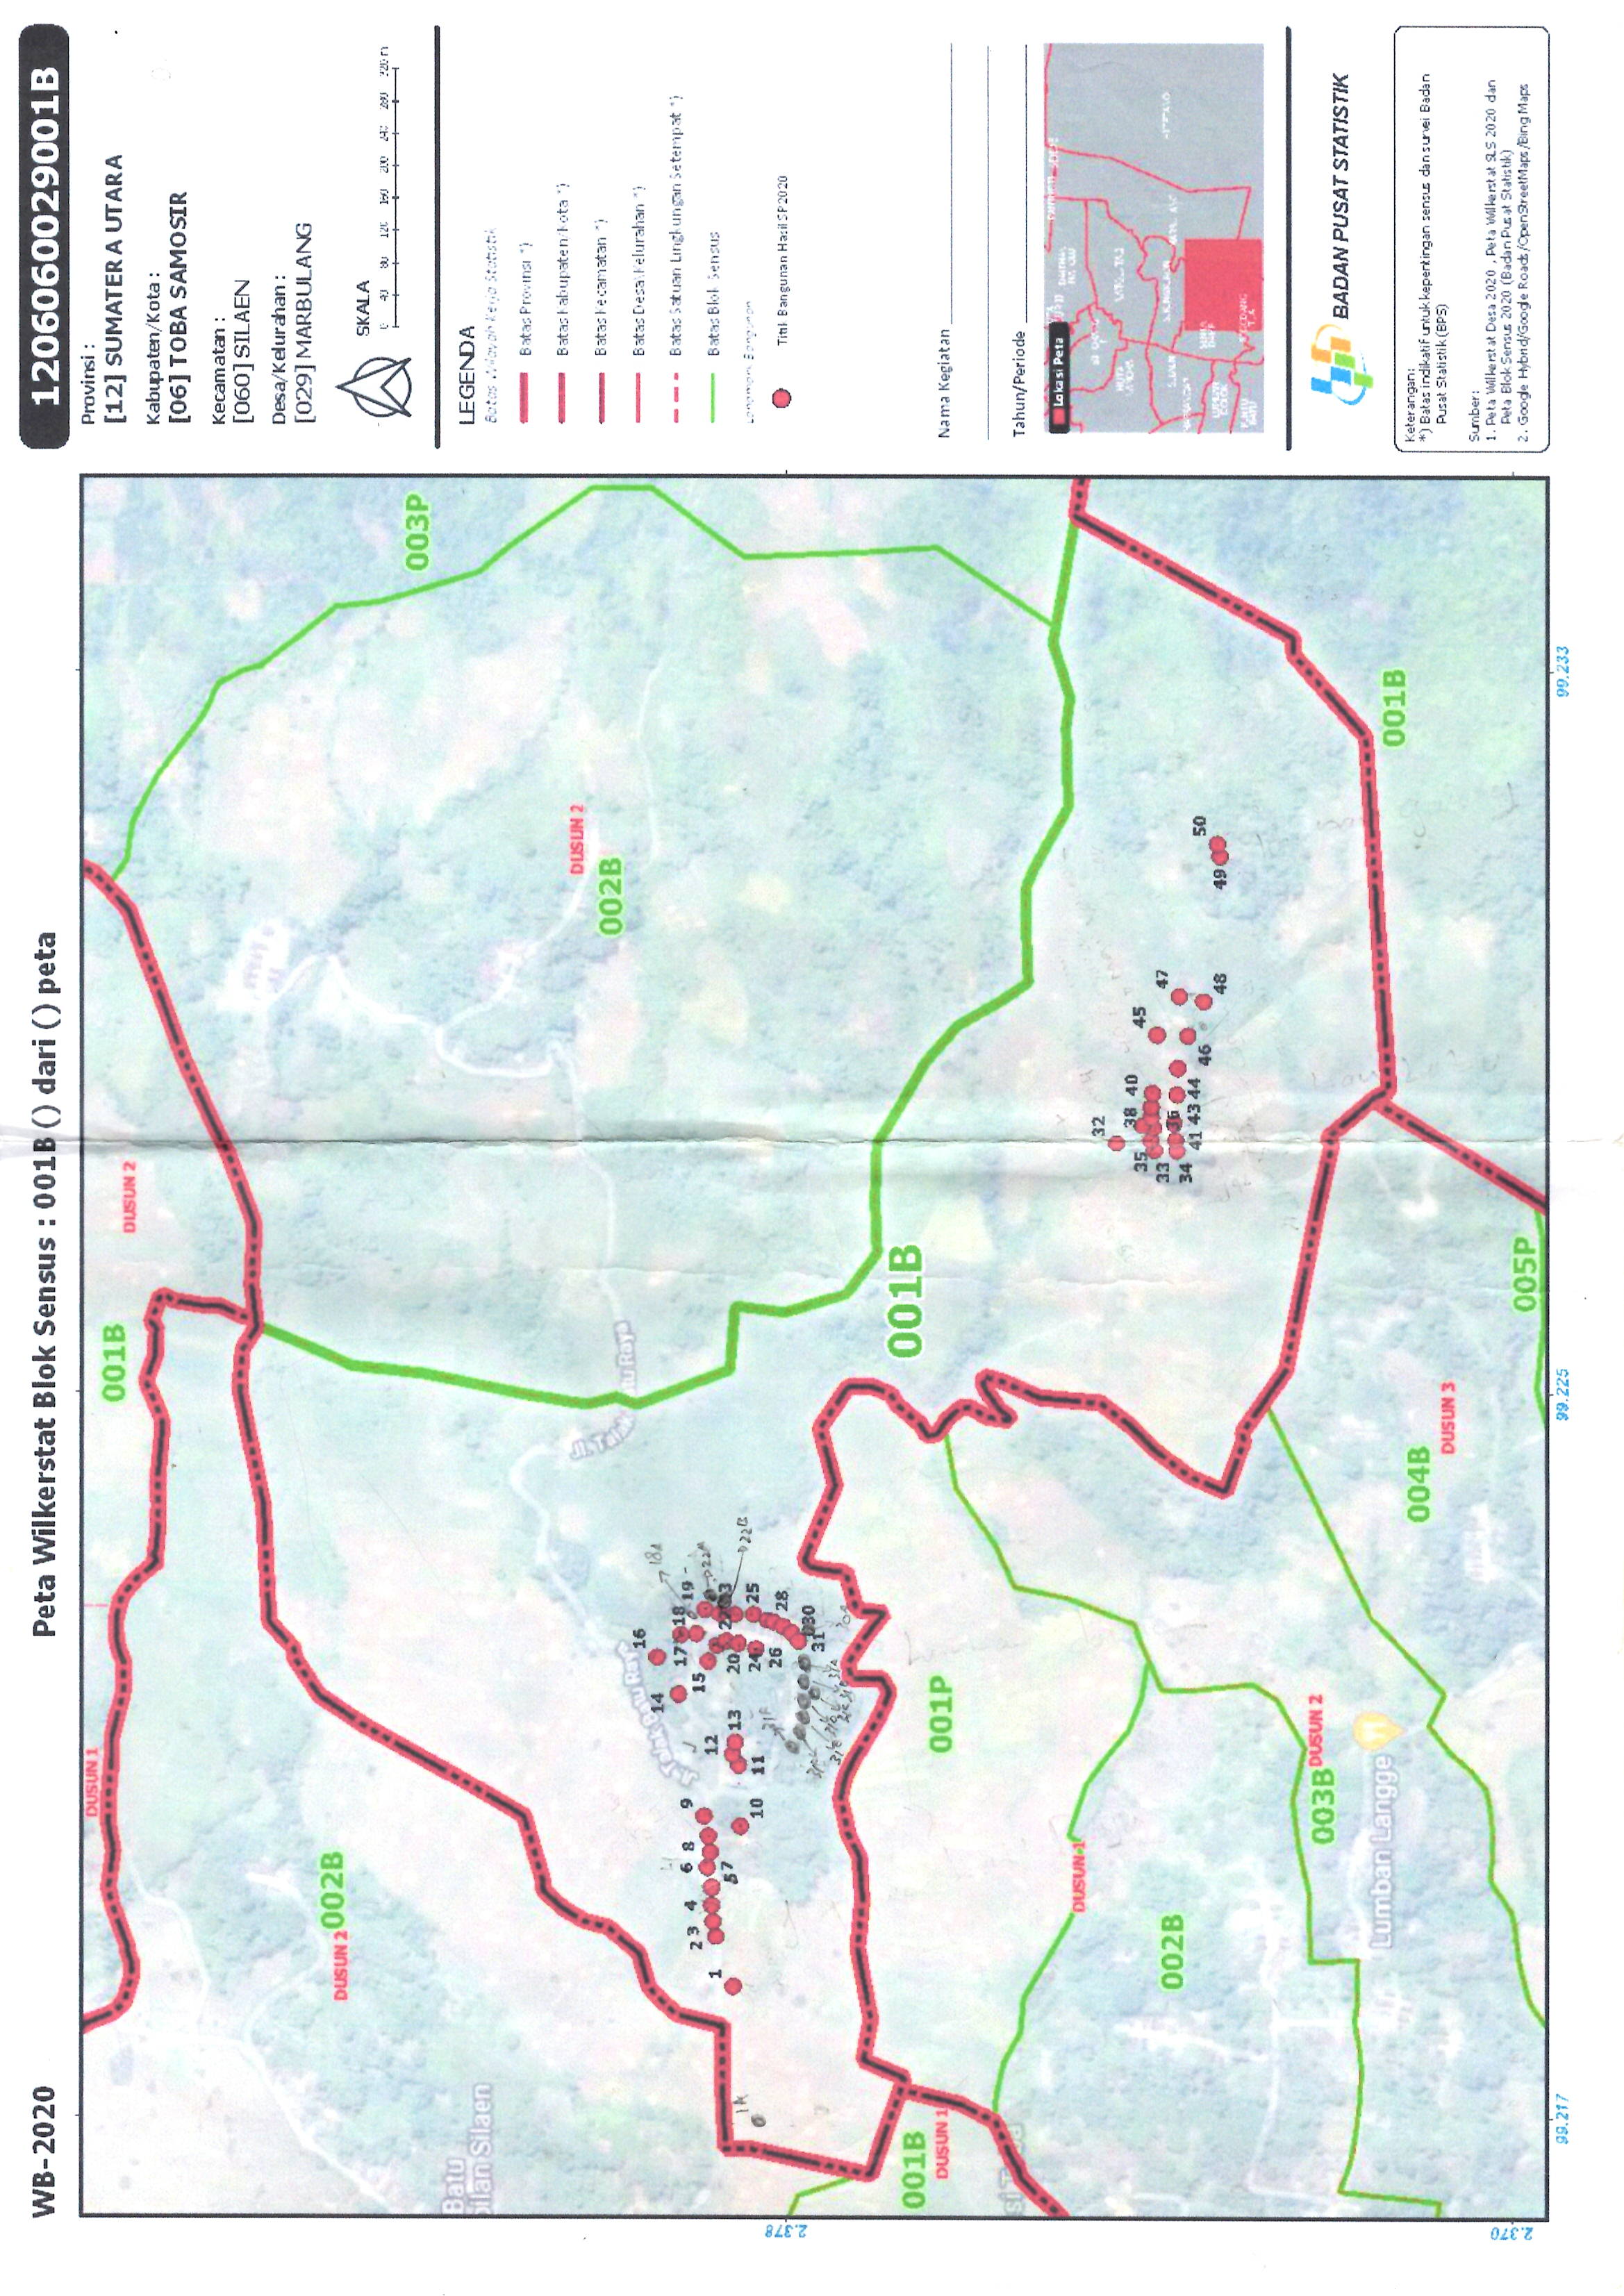 WB-2020
Peta Wilkerstat Blok Sensus : 001B () dari () peta
1206060029001B
Provinsi :
[12] SUMATERA UTARA
Kabupaten/Kota :
[06] TOBA SAMOSIR
Kecamatan :
[060] SILAEN
Desa/Kelurahan :
[029] MARBULANG
SKALA
0 40 80 120 160 200 240 280 320 m
LEGENDA
Batas Wilayah Kerja Statistik
Batas Provinsi *)
Batas Kabupaten/Kota *)
Batas Kecamatan *)
Batas Desa/Kelurahan *)
Batas Satuan Lingkungan Setempat *)
Batas Blok Sensus
Landmark Bangunan
Titik Bangunan Hasil SP2020
Nama Kegiatan
Tahun/Periode
Lokasi Peta
BADAN PUSAT STATISTIK
Keterangan:
*) Batas indikatif untuk kepentingan sensus dan survei Badan
Pusat Statistik (BPS)
Sumber:
1. Peta Wilkerstat Desa 2020 , Peta Wilkerstat SLS 2020 dan
Peta Blok Sensus 2020 (Badan Pusat Statistik)
2. Google Hybrid/Google Roads/OpenStreetMaps/Bing Maps
DUSUN 1
001B
DUSUN 2
DUSUN 2 002B
003P
Batu
ilan Silaen
DUSUN 2
002B
Jl. Talak Batu Raya
Jl. Talak Batu Raya
16
14
18A
17 18
2 3 4 6 8 9
15 19
22A
1
12
5 7
13
20 22 23
22B
1A
10 11
24 25
26
28
30
31
30A
2.378
001B
001B
DUSUN 1
001P
DUSUN 1
32
38 40
35 45
33 36 47
34 41 43 44
46 48
49 50
002B
003B DUSUN 2
Lumban Langge
001B
004B
DUSUN 3
005P
2.370
99.217 99.225 99.233